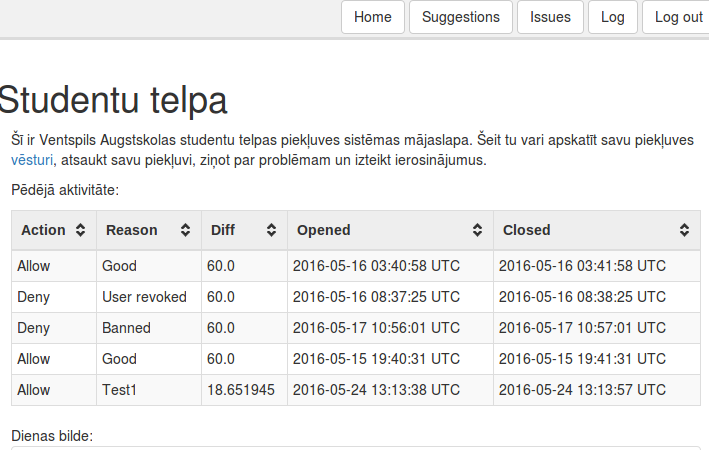 Home Suggestions Issues Log Log out
Studentu telpa
Šī ir Ventspils Augstskolas studentu telpas piekļuves sistēmas mājaslapa. Šeit tu vari apskatīt savu piekļuves
vēsturi, atsaukt savu piekļuvi, ziņot par problēmam un izteikt ierosinājumus.
Pēdējā aktivitāte:
Action Reason Diff Opened Closed
Allow Good 60.0 2016-05-16 03:40:58 UTC 2016-05-16 03:41:58 UTC
Deny User revoked 60.0 2016-05-16 08:37:25 UTC 2016-05-16 08:38:25 UTC
Deny Banned 60.0 2016-05-17 10:56:01 UTC 2016-05-17 10:57:01 UTC
Allow Good 60.0 2016-05-15 19:40:31 UTC 2016-05-15 19:41:31 UTC
Allow Test1 18.651945 2016-05-24 13:13:38 UTC 2016-05-24 13:13:57 UTC
Dienas bilde: